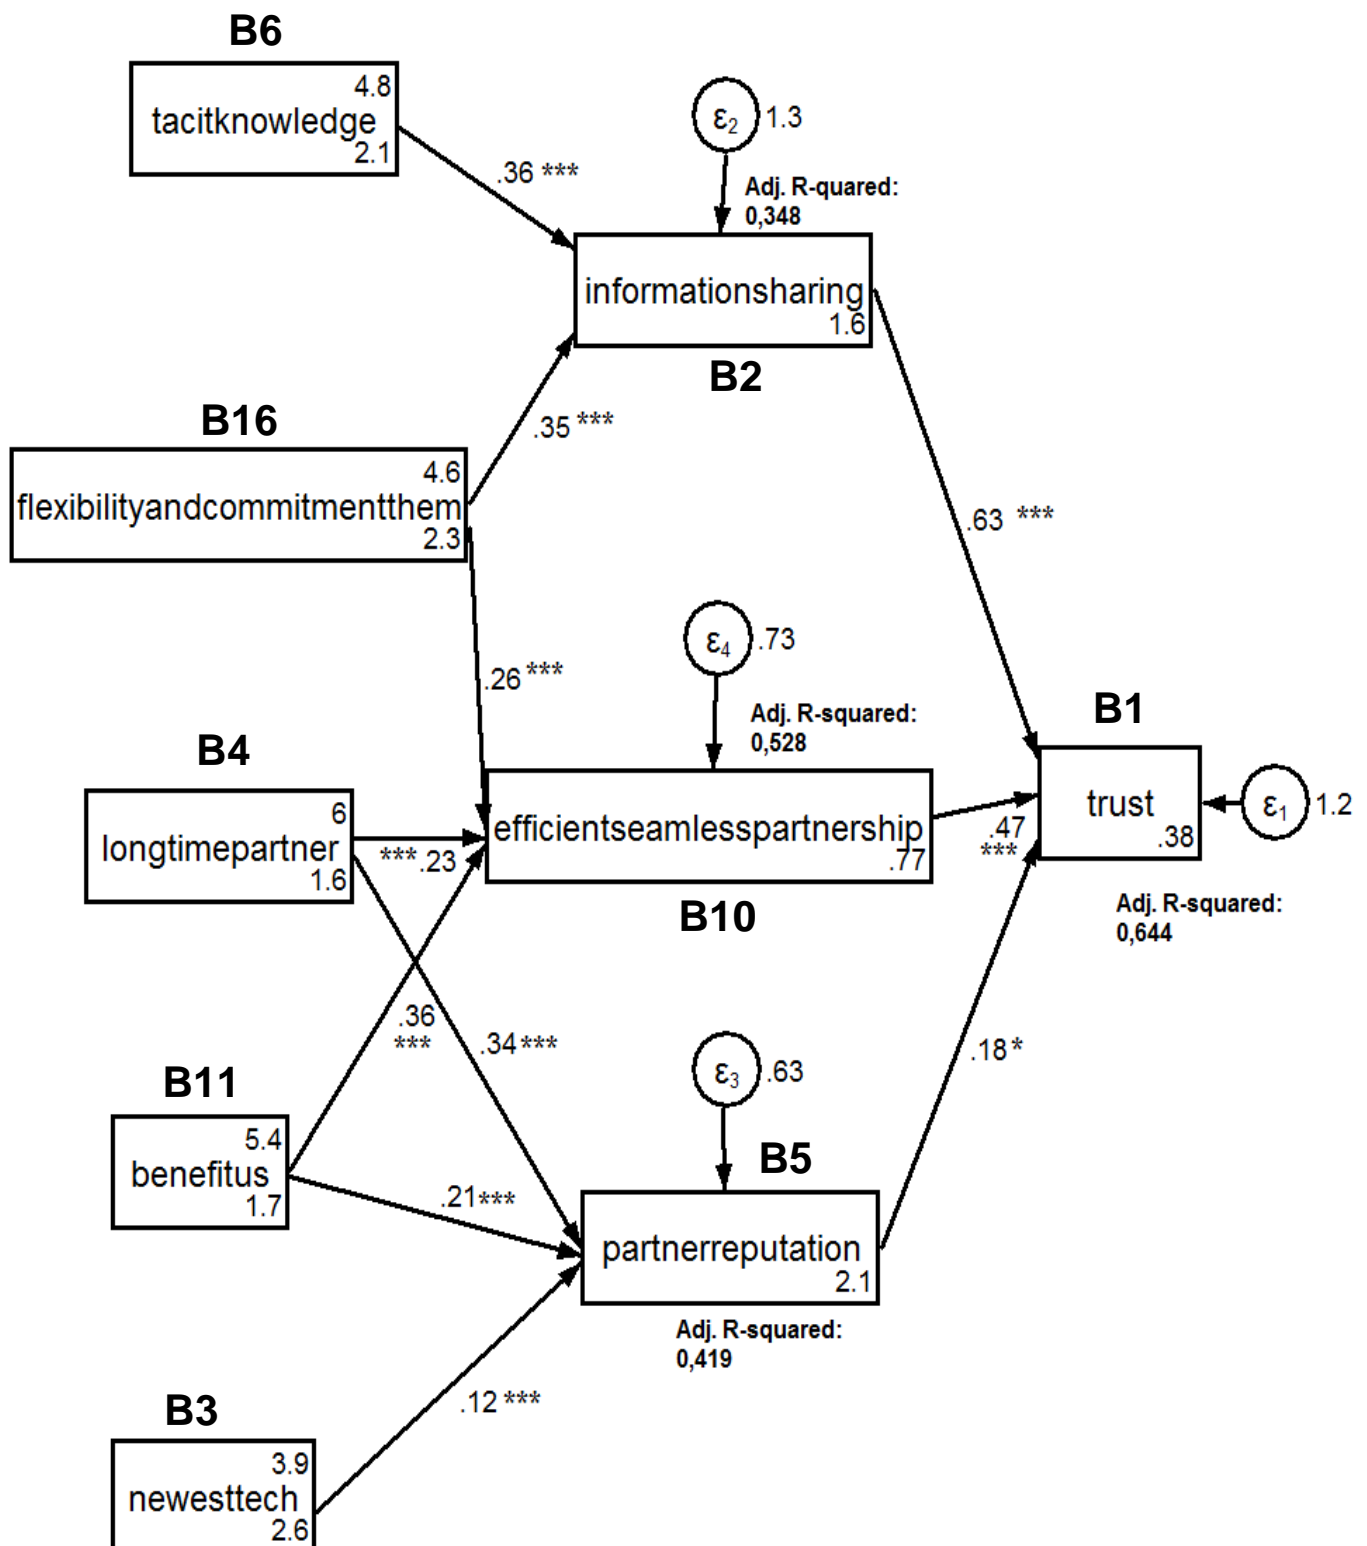 B6
4.8
tacitknowledge
2.1
.36 ***
ε2
1.3
Adj. R-quared:
0,348
informationsharing
1.6
B2
B16
4.6
flexibilityandcommitmentthem
2.3
.35 ***
.63 ***
.26 ***
ε4
.73
Adj. R-squared:
0,528
B4
6
longtimepartner
1.6
*** .23
efficientseamlesspartnership
.77
B10
.47
***
B1
trust
.38
ε1
1.2
Adj. R-squared:
0,644
.36
***
.34 ***
.18 *
B11
5.4
benefitus
1.7
.21 ***
ε3
.63
B5
partnerreputation
2.1
Adj. R-squared:
0,419
.12 ***
B3
3.9
newesttech
2.6